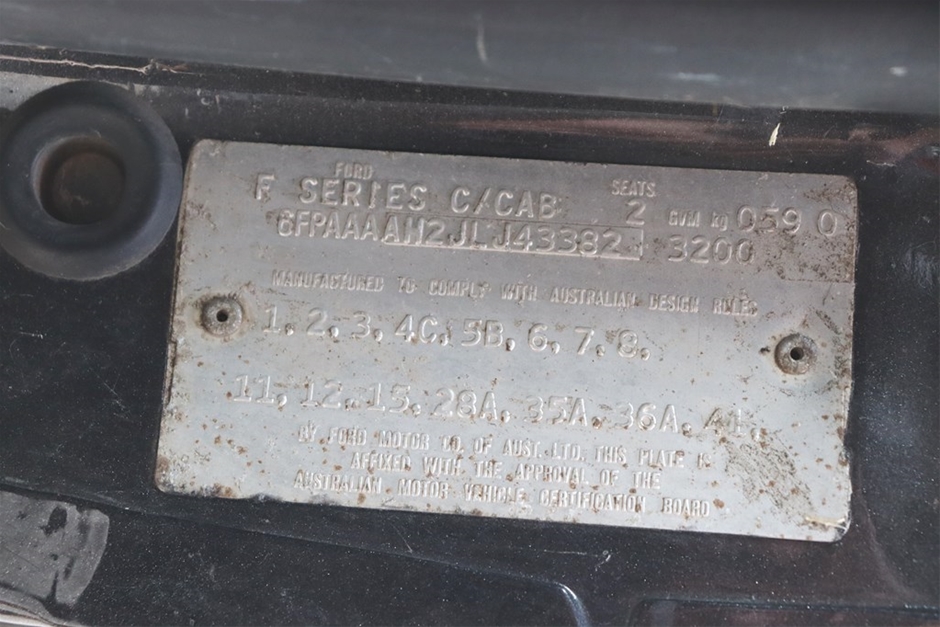 FORD
F SERIES C/CAB SEATS 2 GVM kg 0590
6FPAAAAM2JLJ43382 3200
MANUFACTURED TO COMPLY WITH AUSTRALIAN DESIGN RULES
1, 2, 3, 4C, 5B, 6, 7, 8,
11, 12, 15, 28A, 35A, 36A, 41,
BY FORD MOTOR CO. OF AUST. LTD. THIS PLATE IS
AFFIXED WITH THE APPROVAL OF THE
AUSTRALIAN MOTOR VEHICLE CERTIFICATION BOARD